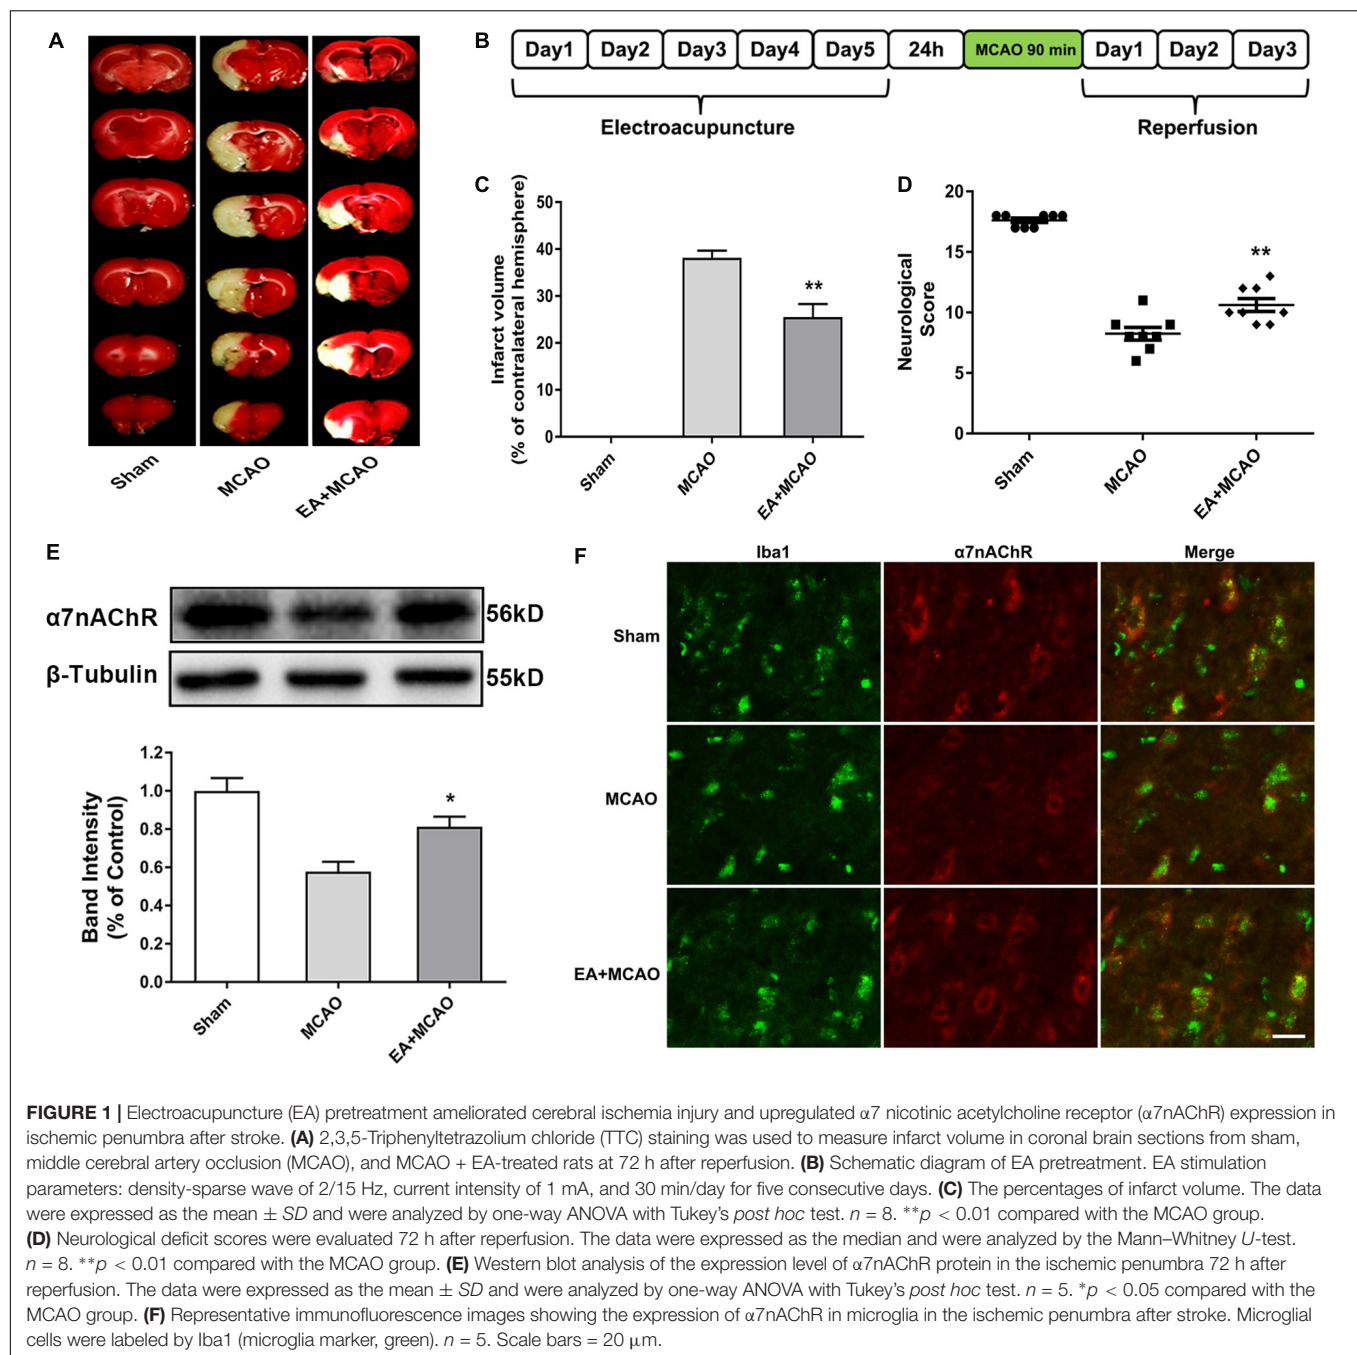 A
Sham
MCAO
EA+MCAO
B
Day1 Day2 Day3 Day4 Day5 24h MCAO 90 min Day1 Day2 Day3
Electroacupuncture
Reperfusion
C
Infarct volume
(% of contralateral hemisphere)
50
40
30
20
10
0
**
Sham
MCAO
EA+MCAO
D
Neurological
Score
20
15
10
5
0
**
Sham
MCAO
EA+MCAO
E
α7nAChR
56kD
β-Tubulin
55kD
Band Intensity
(% of Control)
1.2
1.0
0.8
0.6
0.4
0.2
0.0
*
Sham
MCAO
EA+MCAO
F
Iba1 α7nAChR Merge
Sham
MCAO
EA+MCAO
FIGURE 1 | Electroacupuncture (EA) pretreatment ameliorated cerebral ischemia injury and upregulated α7 nicotinic acetylcholine receptor (α7nAChR) expression in
ischemic penumbra after stroke. (A) 2,3,5-Triphenyltetrazolium chloride (TTC) staining was used to measure infarct volume in coronal brain sections from sham,
middle cerebral artery occlusion (MCAO), and MCAO + EA-treated rats at 72 h after reperfusion. (B) Schematic diagram of EA pretreatment. EA stimulation
parameters: density-sparse wave of 2/15 Hz, current intensity of 1 mA, and 30 min/day for five consecutive days. (C) The percentages of infarct volume. The data
were expressed as the mean ± SD and were analyzed by one-way ANOVA with Tukey's post hoc test. n = 8. **p < 0.01 compared with the MCAO group.
(D) Neurological deficit scores were evaluated 72 h after reperfusion. The data were expressed as the median and were analyzed by the Mann–Whitney U-test.
n = 8. **p < 0.01 compared with the MCAO group. (E) Western blot analysis of the expression level of α7nAChR protein in the ischemic penumbra 72 h after
reperfusion. The data were expressed as the mean ± SD and were analyzed by one-way ANOVA with Tukey's post hoc test. n = 5. *p < 0.05 compared with the
MCAO group. (F) Representative immunofluorescence images showing the expression of α7nAChR in microglia in the ischemic penumbra after stroke. Microglial
cells were labeled by Iba1 (microglia marker, green). n = 5. Scale bars = 20 μm.